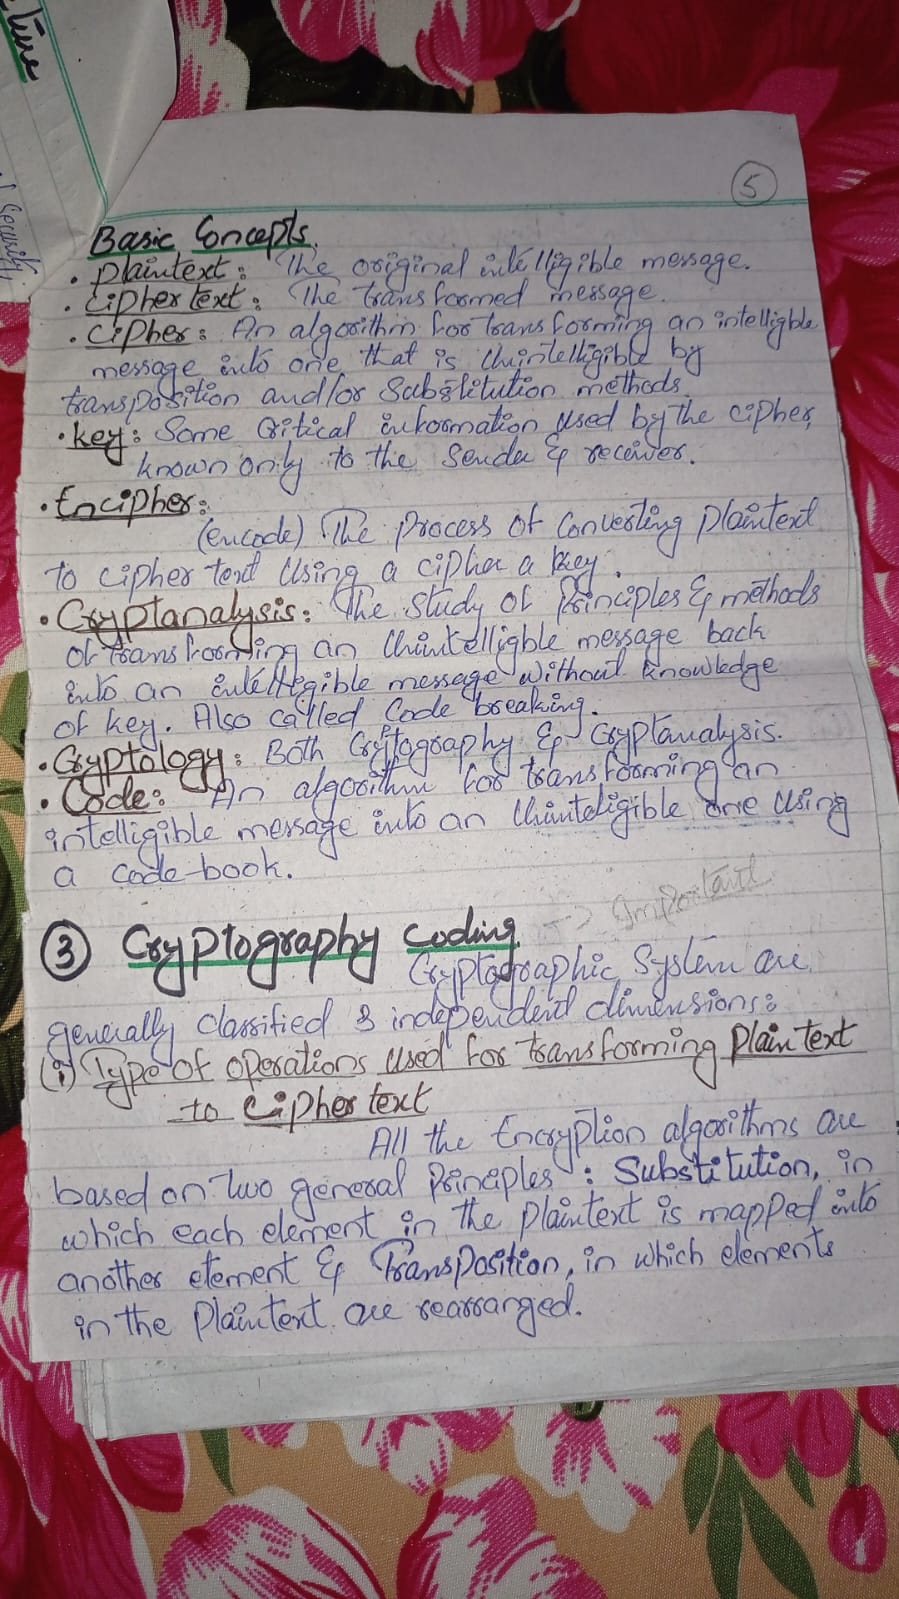 ture
of Security.
5
Basic Concepts.
• Plaintext: The original intelligible message.
• Cipher text: The transformed message.
• Cipher: An algorithm for transforming an intelligble
message into one that is Unintelligible by
transposition and/or Substitution methods.
• Key: Some Critical information Used by the cipher,
known only to the Sender & receiver.
• Encipher:
(encode) The Process of Converting Plaintext
to cipher text Using a cipher a key.
• Cryptanalysis: The Study of Principles & methods
of transforming an Unintelligble message back
into an intellegible message without knowledge
of key. Also called Code breaking.
• Cryptology: Both Cryptography & Cryptanalysis.
• Code: An algorithm for transforming an
intelligible message into an Uninteligible one Using
a code-book.
-> Important
③ Cryptography Coding
Cryptographic System are
generally classified 3 independent dimensions:
(i) Type of operations Used for transforming Plain text
to Cipher text
All the Encryption algorithms are
based on two general Principles: Substitution, in
which each element in the Plaintext is mapped into
another element & Transposition, in which elements
in the Plaintext are rearranged.